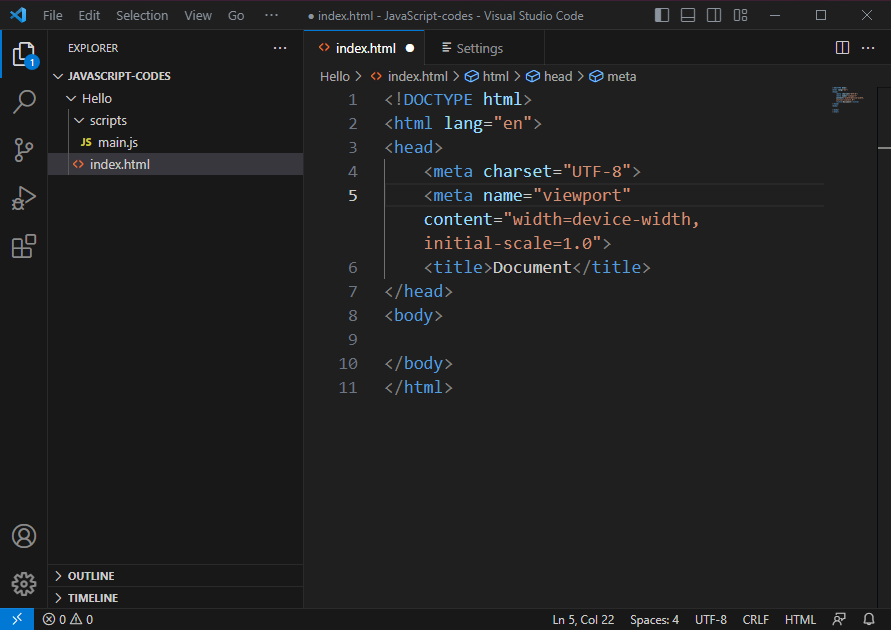 File Edit Selection View Go ··· ● index.html - JavaScript-codes - Visual Studio Code
EXPLORER ···
1
JAVASCRIPT-CODES
Hello
scripts
JS main.js
<> index.html
OUTLINE
TIMELINE
<> index.html ● Settings
Hello > <> index.html > html > head > meta
1 <!DOCTYPE html>
2 <html lang="en">
3 <head>
4 <meta charset="UTF-8">
5 <meta name="viewport"
content="width=device-width,
initial-scale=1.0">
6 <title>Document</title>
7 </head>
8 <body>
9
10 </body>
11 </html>
0 0 Ln 5, Col 22 Spaces: 4 UTF-8 CRLF HTML